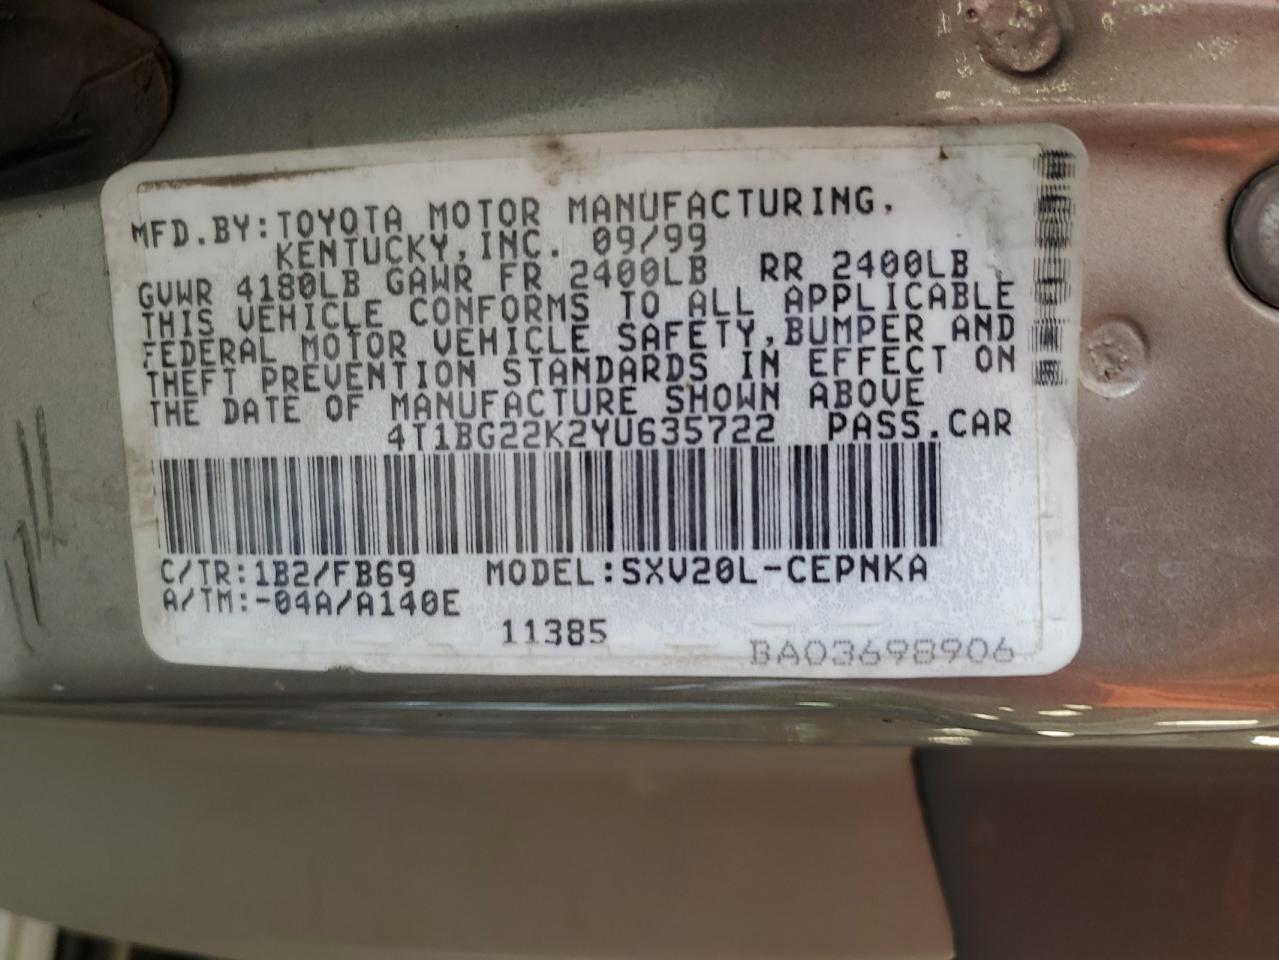 MFD.BY:TOYOTA MOTOR MANUFACTURING,
KENTUCKY,INC. 09/99
GVWR 4180LB GAWR FR 2400LB RR 2400LB
THIS VEHICLE CONFORMS TO ALL APPLICABLE
FEDERAL MOTOR VEHICLE SAFETY,BUMPER AND
THEFT PREVENTION STANDARDS IN EFFECT ON
THE DATE OF MANUFACTURE SHOWN ABOVE
4T1BG22K2YU635722 PASS.CAR
C/TR:1B2/FB69 MODEL:SXV20L-CEPNKA
A/TM:-04A/A140E
11385
BA03698906